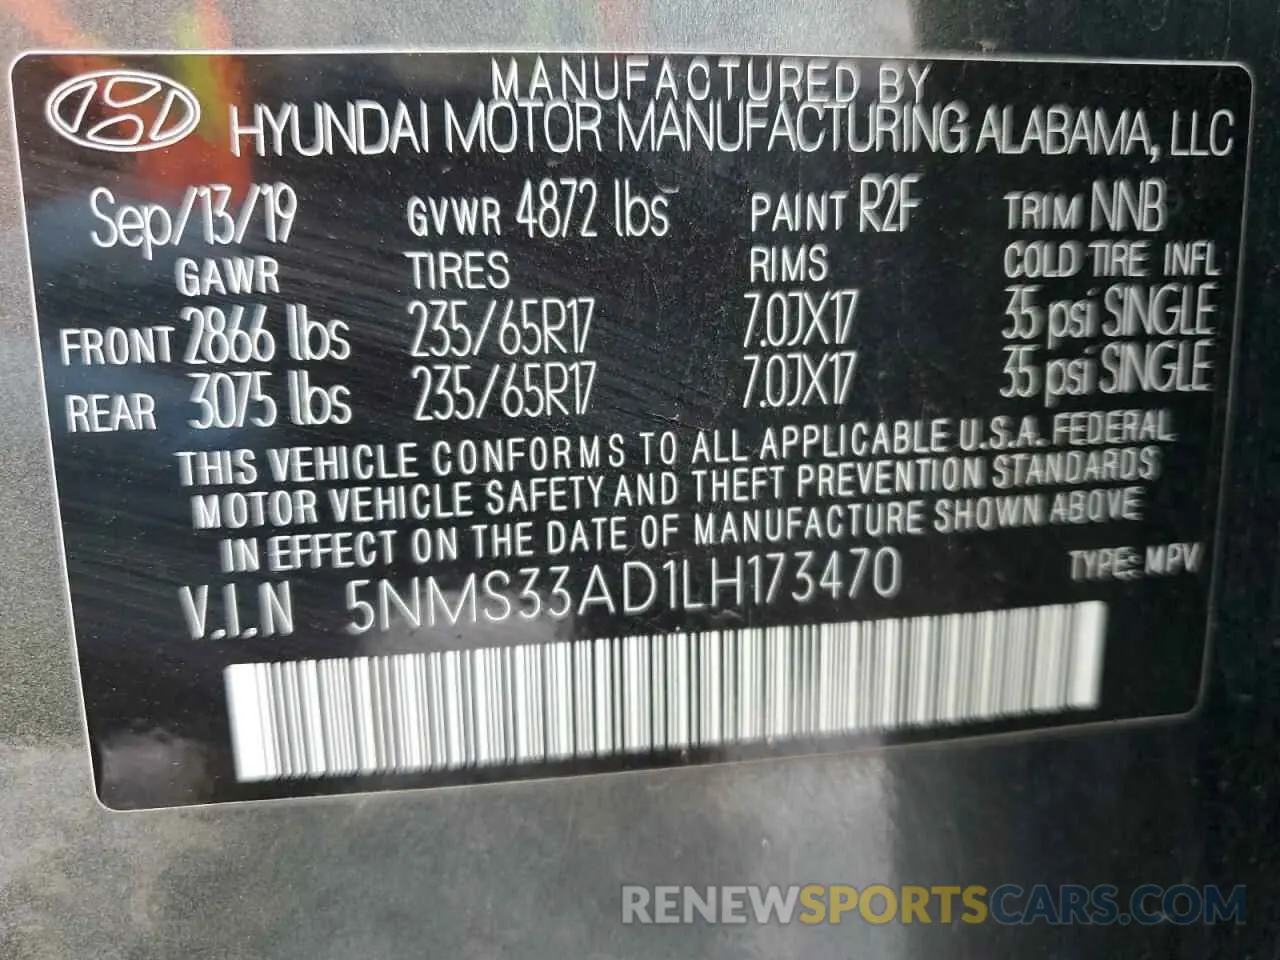 MANUFACTURED BY
HYUNDAI MOTOR MANUFACTURING ALABAMA, LLC
Sep/13/19 GVWR 4872 lbs PAINT R2F TRIM NNB
GAWR TIRES RIMS COLD TIRE INFL
FRONT 2866 lbs 235/65R17 7.0JX17 35 psi SINGLE
REAR 3075 lbs 235/65R17 7.0JX17 35 psi SINGLE
THIS VEHICLE CONFORMS TO ALL APPLICABLE U.S.A. FEDERAL
MOTOR VEHICLE SAFETY AND THEFT PREVENTION STANDARDS
IN EFFECT ON THE DATE OF MANUFACTURE SHOWN ABOVE
V.I.N 5NMS33AD1LH173470 TYPE: MPV
RENEWSPORTSCARS.COM